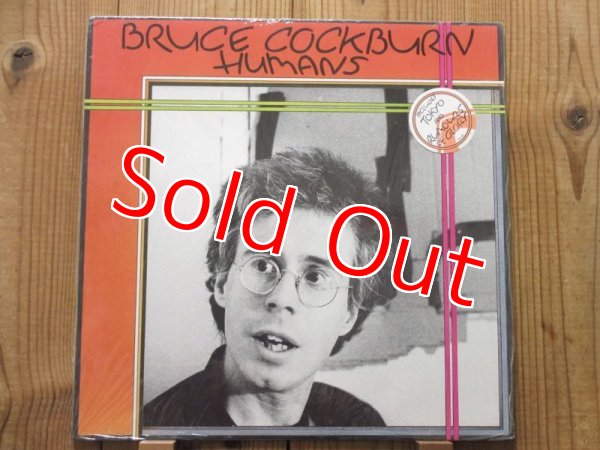 BRUCE COCKBURN
HUMANS
TOKYO
Sold Out